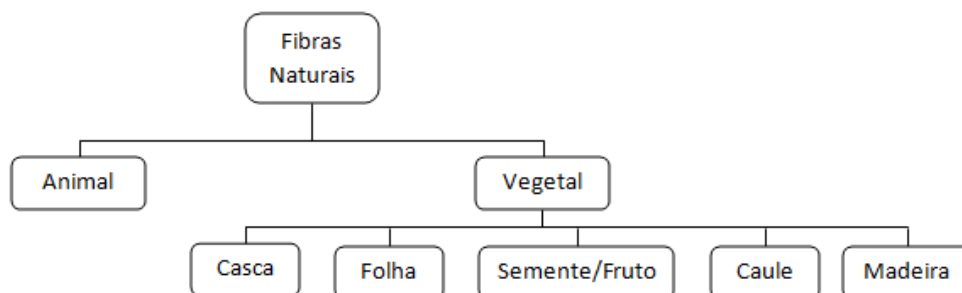 Fibras
Naturais
Animal
Vegetal
Casca
Folha
Semente/Fruto
Caule
Madeira